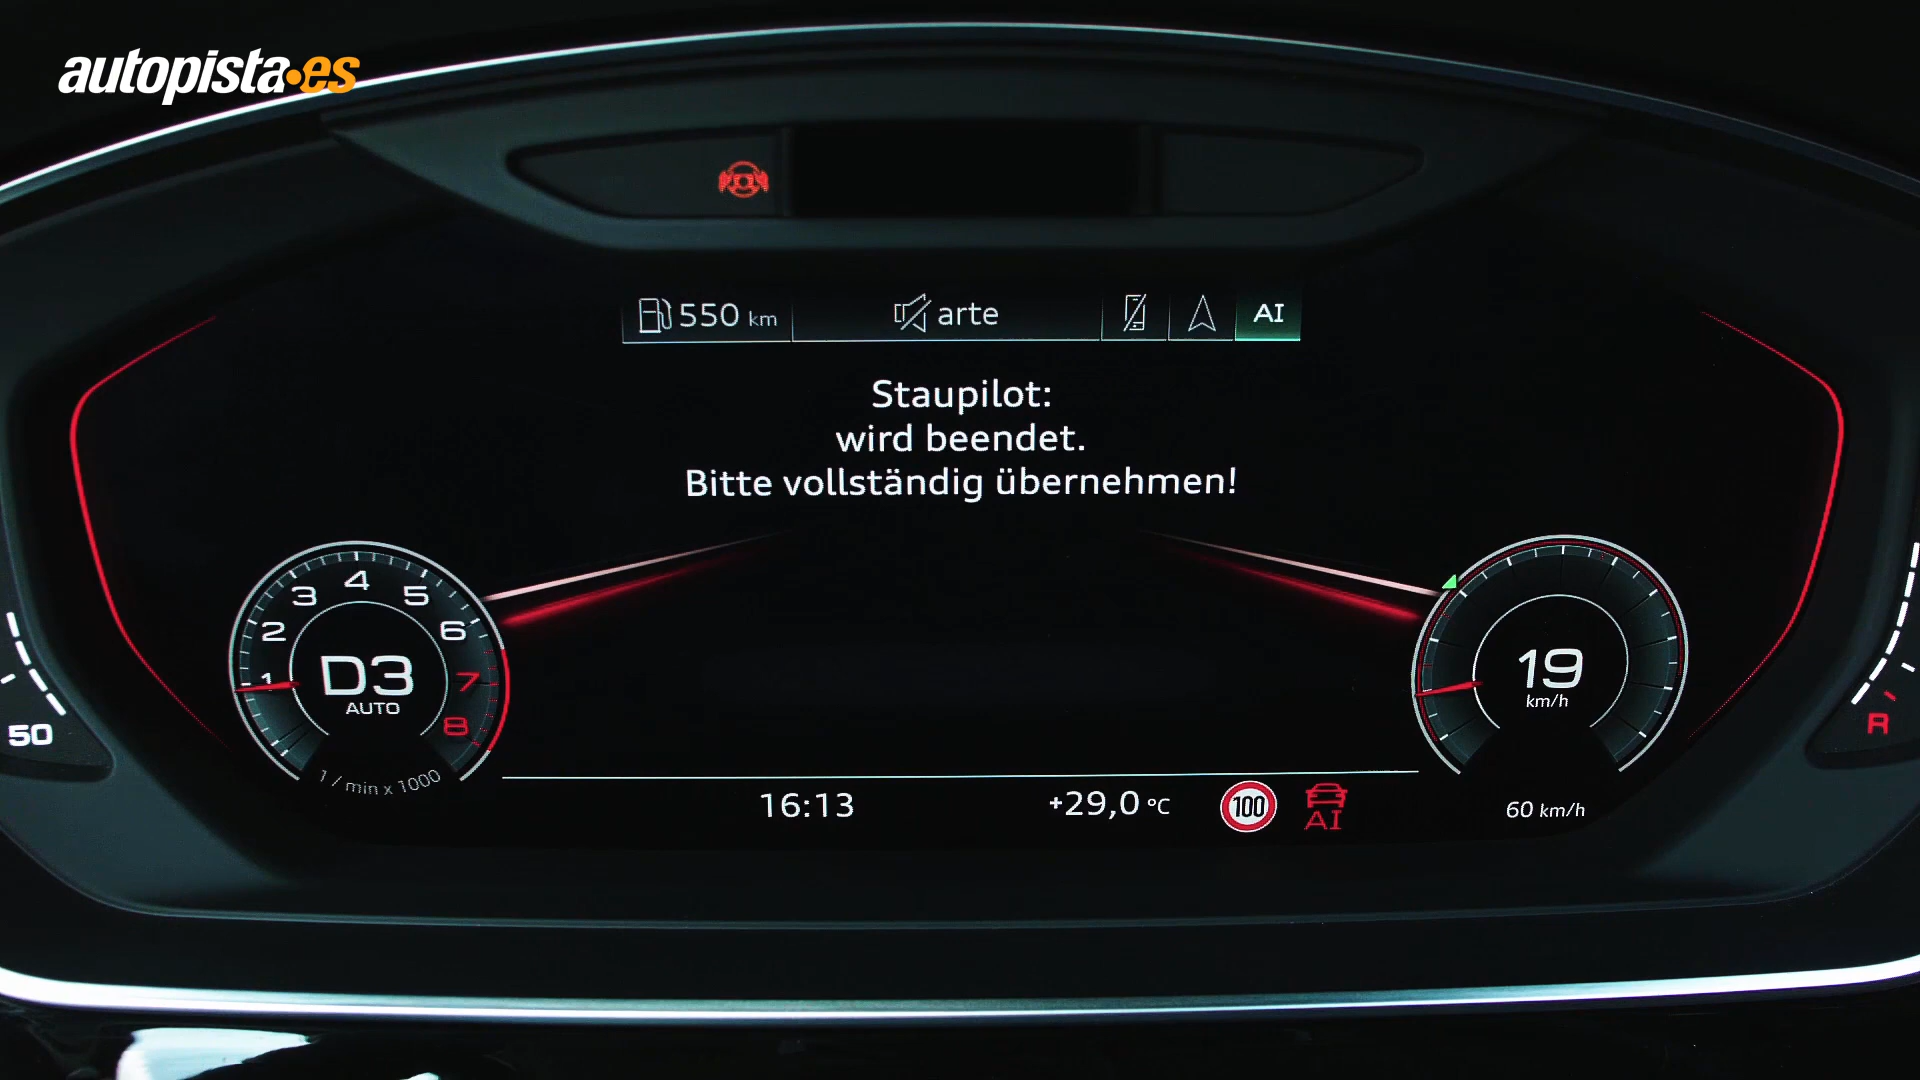 autopista.es
550 km
arte
AI
Staupilot:
wird beendet.
Bitte vollständig übernehmen!
1 2 3 4 5 6 7 8
D3
AUTO
1 / min x 1000
19
km/h
50
R
16:13
+29,0 °C
100
AI
60 km/h